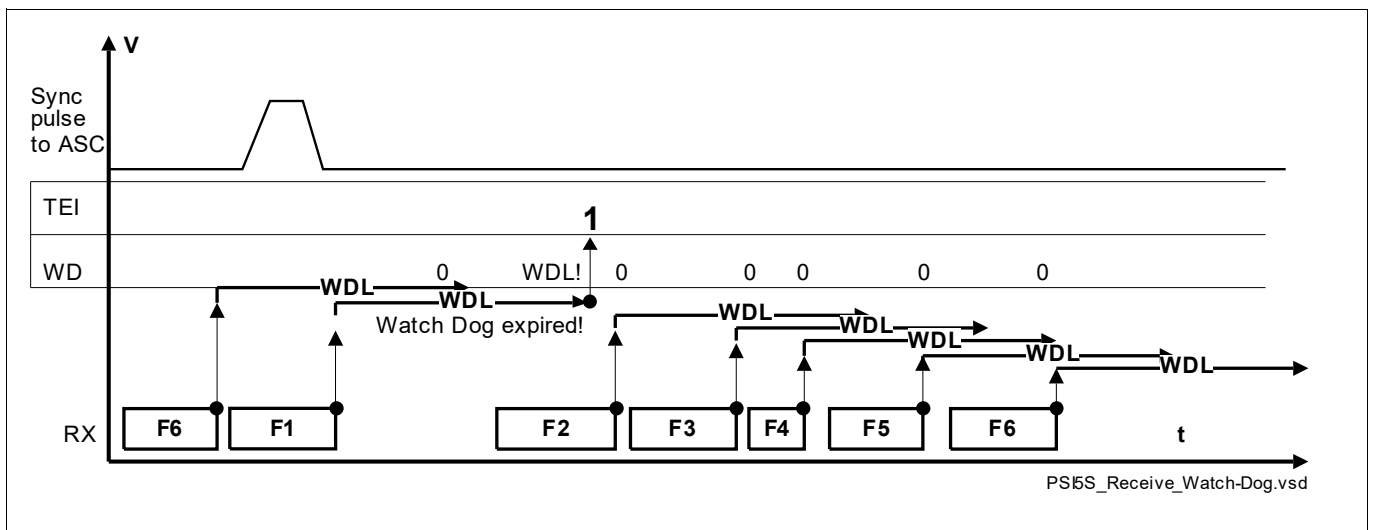 V
Sync
pulse
to ASC
TEI
1
WD 0 WDL! 0 0 0 0 0
WDL
WDL
Watch Dog expired!
WDL
WDL
WDL
WDL
WDL
RX F6 F1 F2 F3 F4 F5 F6 t
PSI5S_Receive_Watch-Dog.vsd